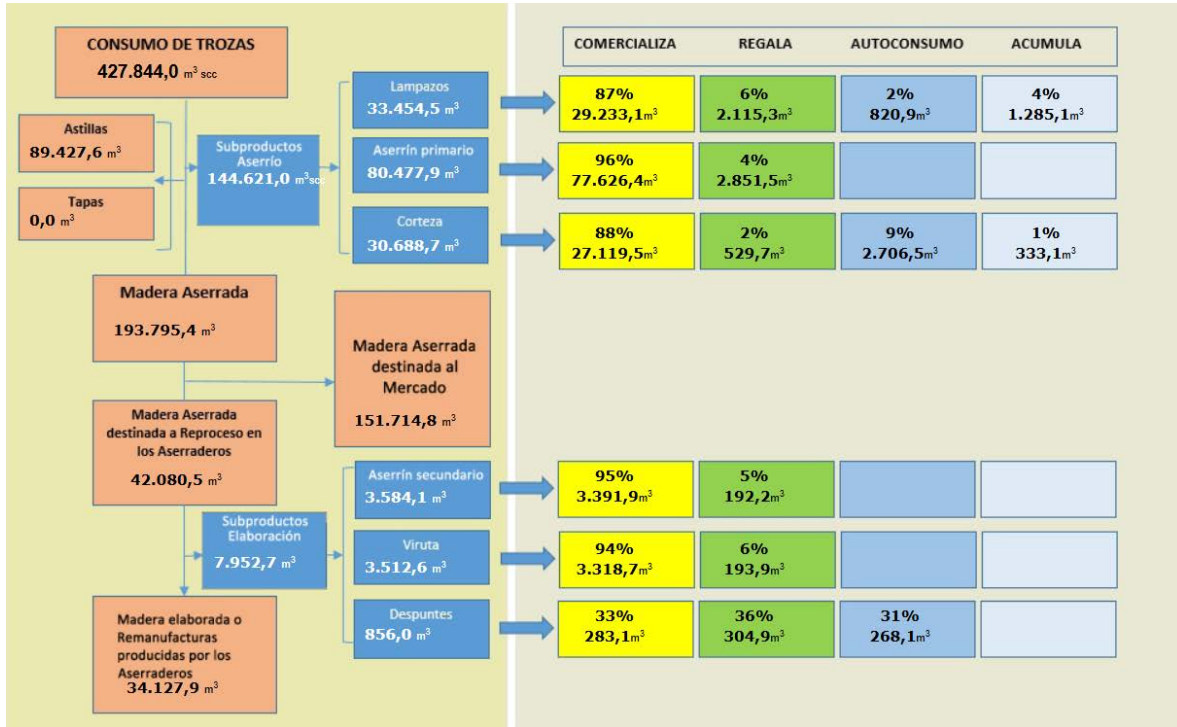 CONSUMO DE TROZAS
427.844,0 m³ scc
Astillas
89.427,6 m³
Tapas
0,0 m³
Subproductos
Aserrío
144.621,0 m³scc
Lampazos
33.454,5 m³
Aserrín primario
80.477,9 m³
Corteza
30.688,7 m³
Madera Aserrada
193.795,4 m³
Madera Aserrada
destinada al
Mercado
151.714,8 m³
Madera Aserrada
destinada a Reproceso en
los Aserraderos
42.080,5 m³
Subproductos
Elaboración
7.952,7 m³
Aserrín secundario
3.584,1 m³
Viruta
3.512,6 m³
Despuntes
856,0 m³
Madera elaborada o
Remanufacturas
producidas por los
Aserraderos
34.127,9 m³
COMERCIALIZA REGALA AUTOCONSUMO ACUMULA
87% 6% 2% 4%
29.233,1m³ 2.115,3m³ 820,9m³ 1.285,1m³
96% 4%
77.626,4m³ 2.851,5m³
88% 2% 9% 1%
27.119,5m³ 529,7m³ 2.706,5m³ 333,1m³
95% 5%
3.391,9m³ 192,2m³
94% 6%
3.318,7m³ 193,9m³
33% 36% 31%
283,1m³ 304,9m³ 268,1m³